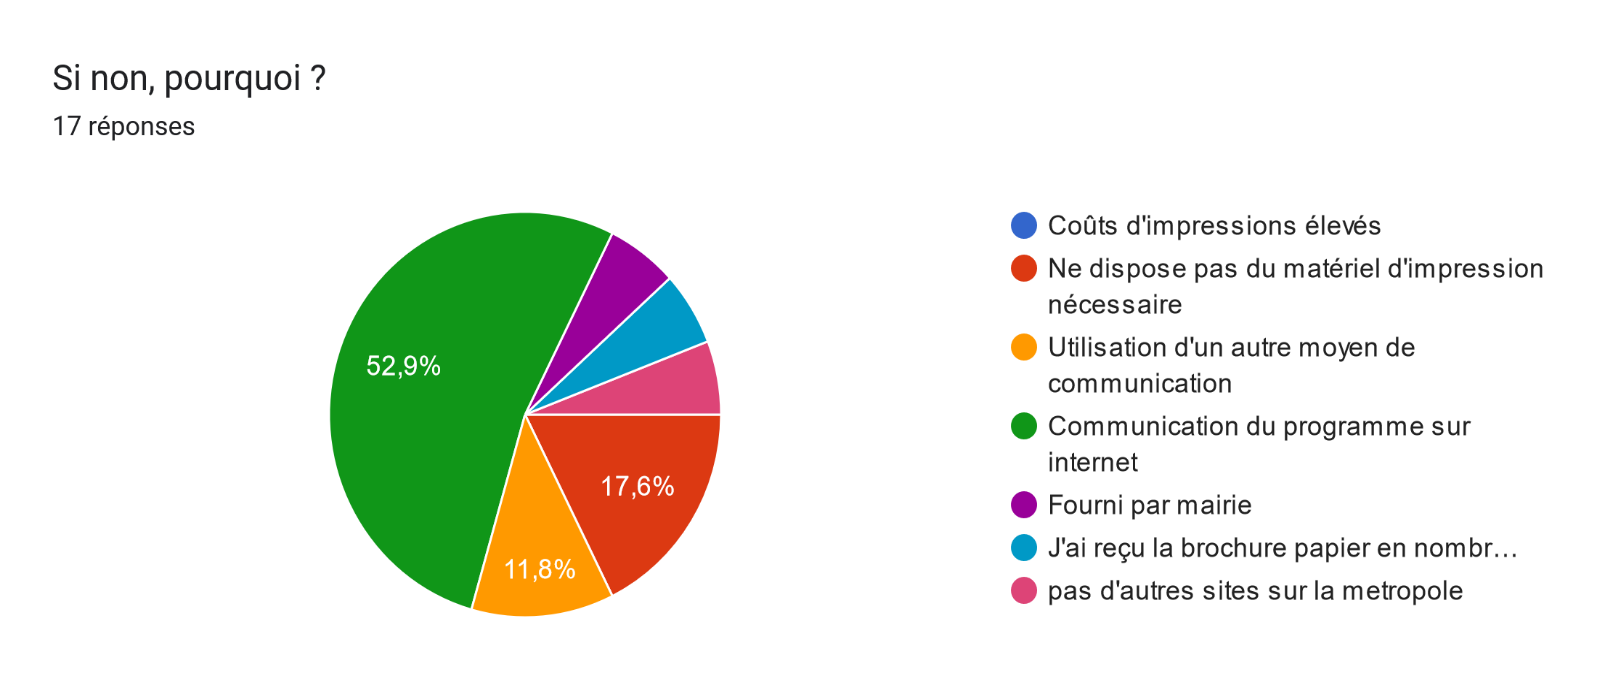 Si non, pourquoi ?
17 réponses
52,9%
17,6%
11,8%
Coûts d'impressions élevés
Ne dispose pas du matériel d'impression
nécessaire
Utilisation d'un autre moyen de
communication
Communication du programme sur
internet
Fourni par mairie
J'ai reçu la brochure papier en nombr…
pas d'autres sites sur la metropole